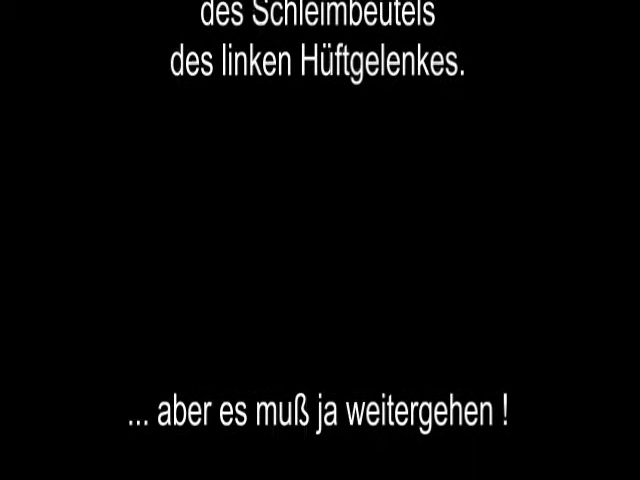 des Schleimbeutels
des linken Hüftgelenkes.
... aber es muß ja weitergehen !